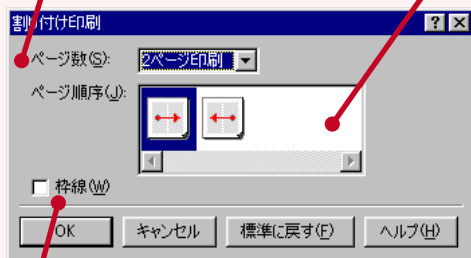 割り付け印刷
ページ数(S): 2ページ印刷
ページ順序(J):
枠線(W)
OK キャンセル 標準に戻す(F) ヘルプ(H)